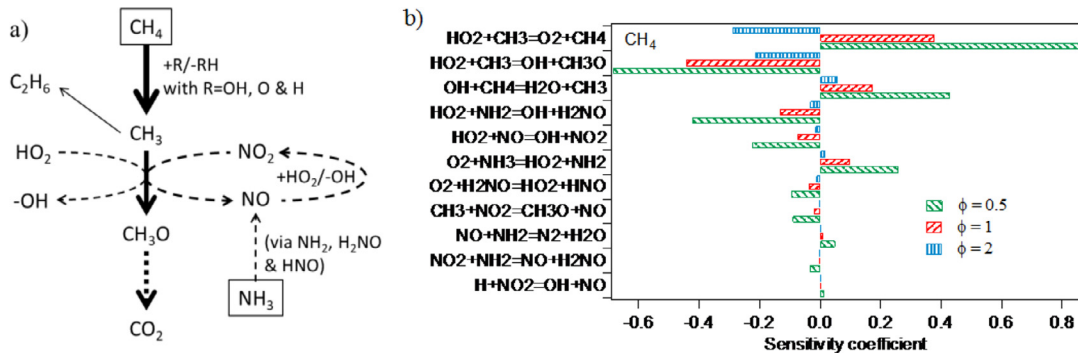 a)
CH₄
+R/-RH
with R=OH, O & H
C₂H₆
CH₃
HO₂
NO₂
+HO₂/-OH
-OH
NO
CH₃O
(via NH₂, H₂NO
& HNO)
NH₃
CO₂
b)
CH₄
HO2+CH3=O2+CH4
HO2+CH3=OH+CH3O
OH+CH4=H2O+CH3
HO2+NH2=OH+H2NO
HO2+NO=OH+NO2
O2+NH3=HO2+NH2
O2+H2NO=HO2+HNO
CH3+NO2=CH3O+NO
NO+NH2=N2+H2O
NO2+NH2=NO+H2NO
H+NO2=OH+NO
ϕ = 0.5
ϕ = 1
ϕ = 2
-0.6 -0.4 -0.2 0.0 0.2 0.4 0.6 0.8
Sensitivity coefficient